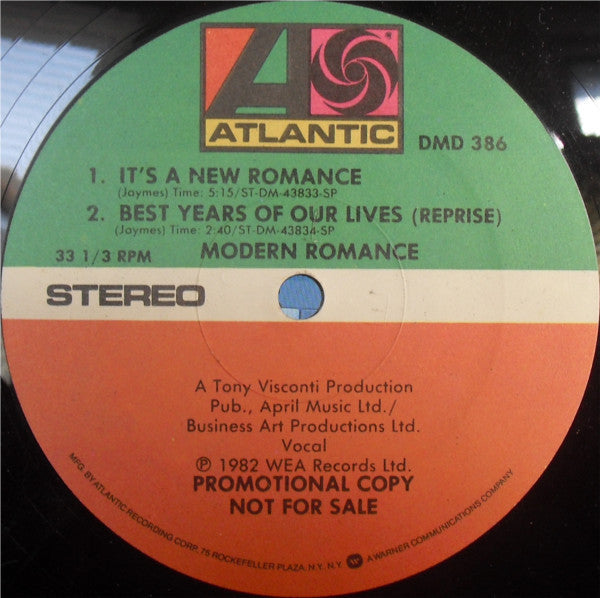 ATLANTIC
DMD 386
1. IT'S A NEW ROMANCE
(Jaymes) Time: 5:15/ST-DM-43833-SP
2. BEST YEARS OF OUR LIVES (REPRISE)
(Jaymes) Time: 2:40/ST-DM-43834-SP
33 1/3 RPM MODERN ROMANCE
STEREO
A Tony Visconti Production
Pub., April Music Ltd./
Business Art Productions Ltd.
Vocal
℗ 1982 WEA Records Ltd.
PROMOTIONAL COPY
NOT FOR SALE
MFG. BY ATLANTIC RECORDING CORP., 75 ROCKEFELLER PLAZA, N.Y. N.Y. A WARNER COMMUNICATIONS COMPANY